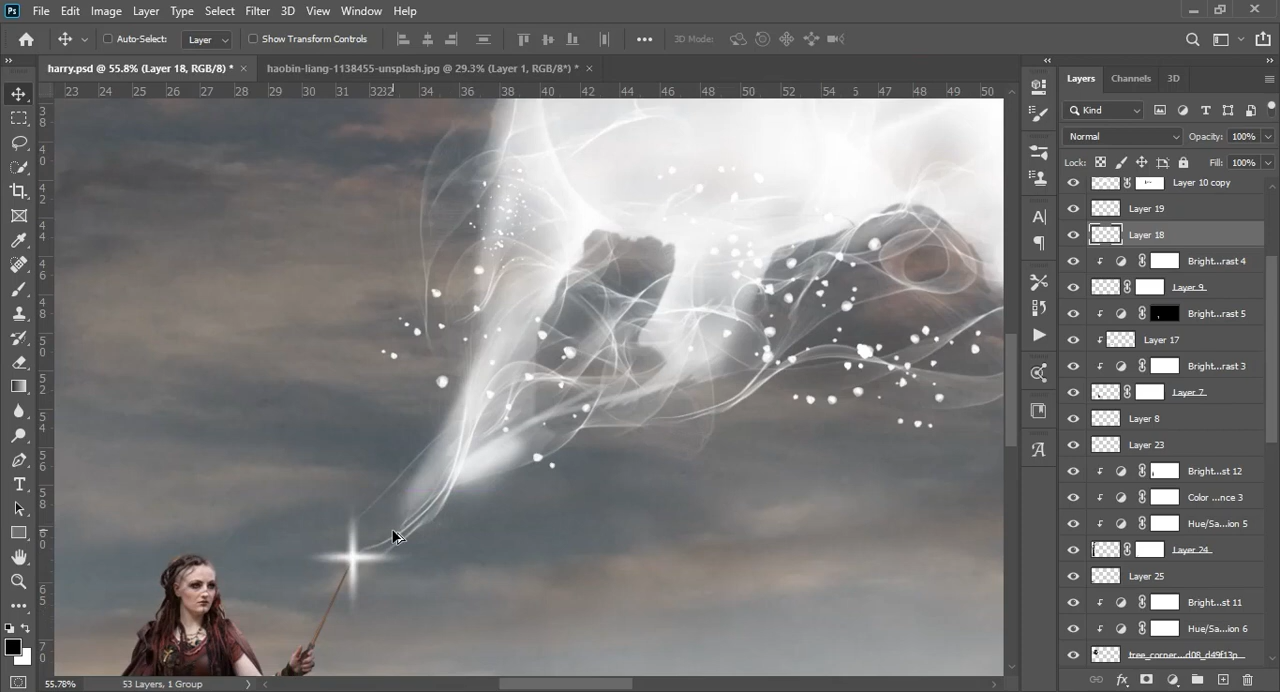 Ps File Edit Image Layer Type Select Filter 3D View Window Help
Auto-Select: Layer Show Transform Controls 3D Mode:
harry.psd @ 55.8% (Layer 18, RGB/8) * × haobin-liang-1138455-unsplash.jpg @ 29.3% (Layer 1, RGB/8*) * ×
Layers Channels 3D
Kind
Normal Opacity: 100%
Lock: Fill: 100%
Layer 10 copy
Layer 19
Layer 18
Bright...rast 4
Layer 9
Bright...rast 5
Layer 17
Bright...rast 3
Layer 7
Layer 8
Layer 23
Bright...st 12
Color ...nce 3
Hue/Sa...ion 5
Layer 24
Layer 25
Bright...st 11
Hue/Sa...ion 6
tree_corner...d08_d49f13p...
55.78% 53 Layers, 1 Group